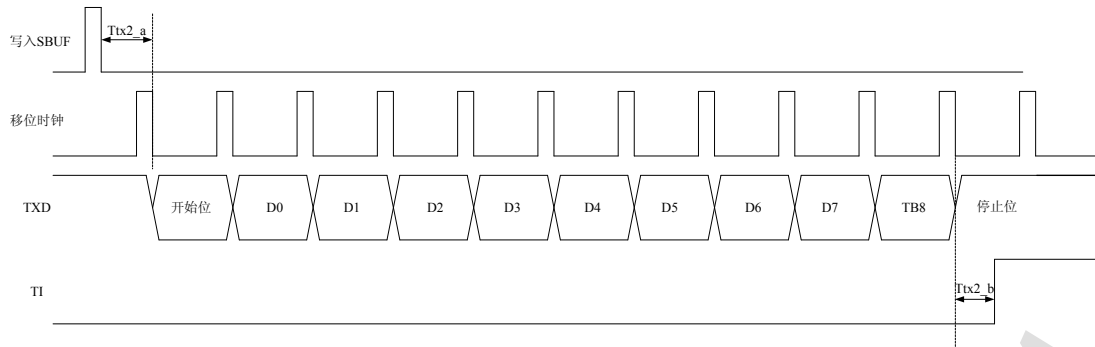 写入SBUF
Ttx2_a
移位时钟
TXD
开始位
D0
D1
D2
D3
D4
D5
D6
D7
TB8
停止位
TI
Ttx2_b